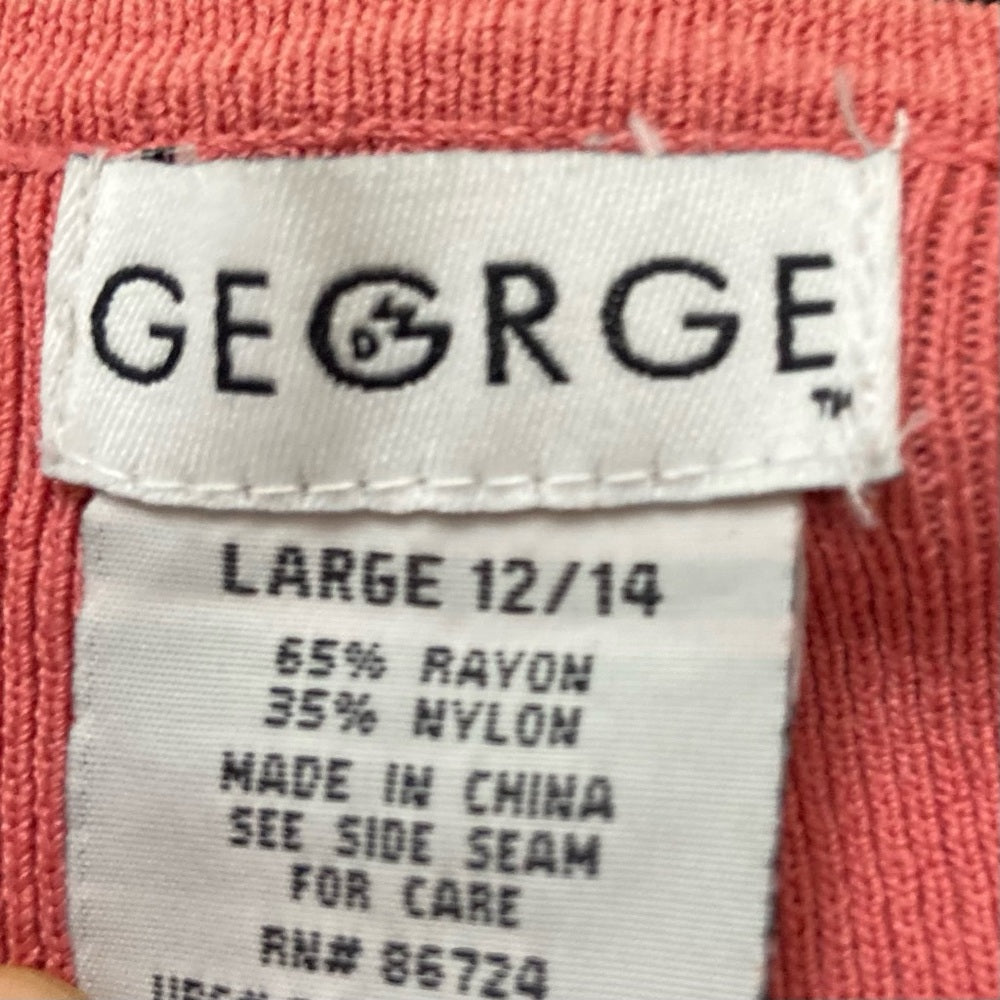 GEORGE
TM
LARGE 12/14
65% RAYON
35% NYLON
MADE IN CHINA
SEE SIDE SEAM
FOR CARE
RN# 86724